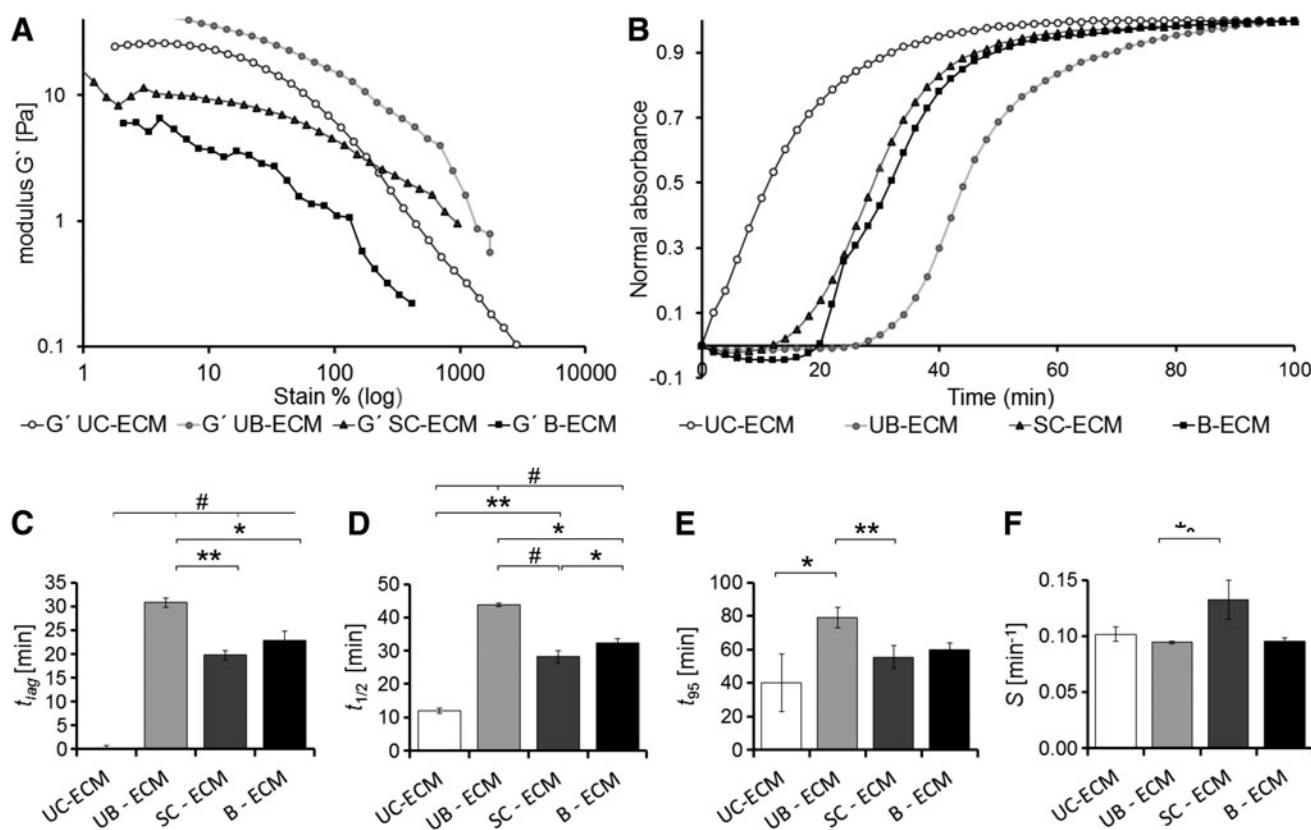 A
modulus G` [Pa]
10
1
0.1
1 10 100 1000 10000
Stain % (log)
G´ UC-ECM G´ UB-ECM G´ SC-ECM G´ B-ECM
B
Normal absorbance
0.9
0.7
0.5
0.3
0.1
-0.1
0 20 40 60 80 100
Time (min)
UC-ECM UB-ECM SC-ECM B-ECM
C
#
*
**
tlag [min]
35
30
25
20
15
10
5
0
UC-ECM UB - ECM SC - ECM B - ECM
D
#
**
*
# *
t1/2 [min]
50
40
30
20
10
0
UC-ECM UB - ECM SC - ECM B - ECM
E
**
*
t95 [min]
100
80
60
40
20
0
UC-ECM UB - ECM SC - ECM B - ECM
F
S [min-1]
0.15
0.10
0.05
0.00
UC-ECM UB - ECM SC - ECM B - ECM